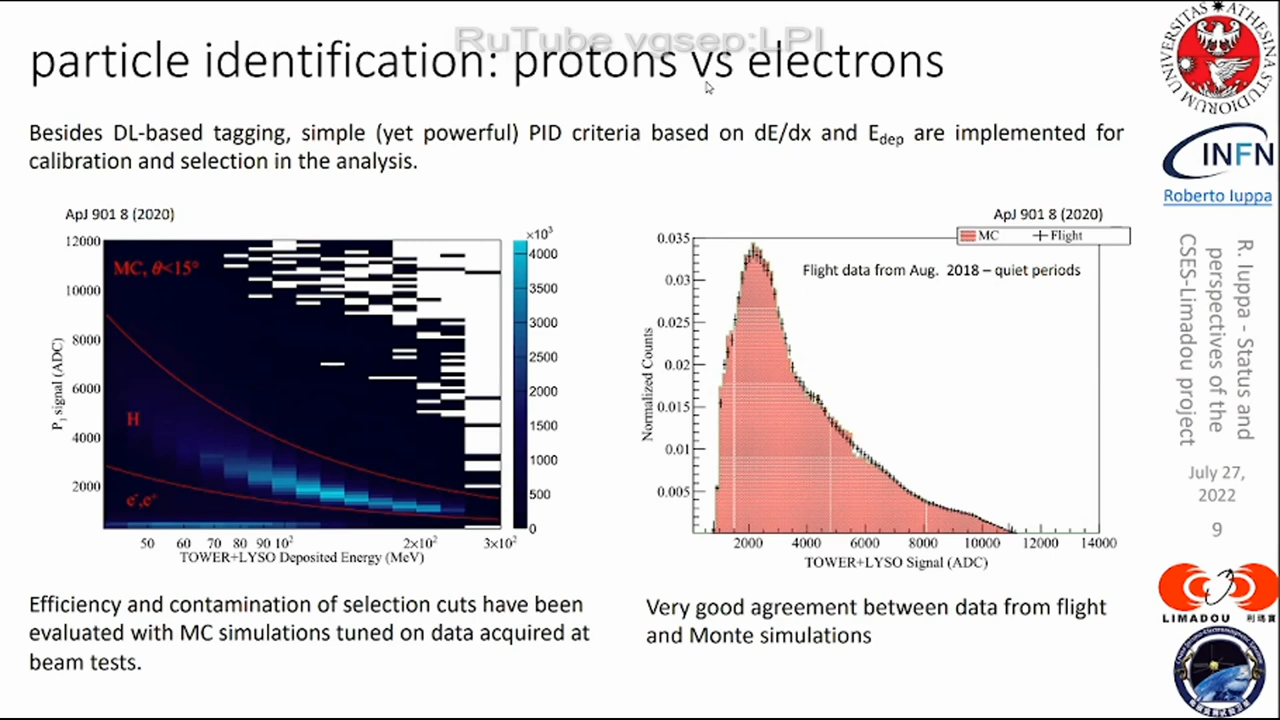 RuTube vgsep:LPI
particle identification: protons vs electrons
Besides DL-based tagging, simple (yet powerful) PID criteria based on dE/dx and Edep are implemented for
calibration and selection in the analysis.
ApJ 901 8 (2020)
12000
10000
8000
6000
4000
2000
P1 signal (ADC)
MC, θ<15°
H
e⁻,e⁺
50 60 70 80 90 10² 2×10² 3×10²
TOWER+LYSO Deposited Energy (MeV)
×10³
4000
3500
3000
2500
2000
1500
1000
500
0
Efficiency and contamination of selection cuts have been
evaluated with MC simulations tuned on data acquired at
beam tests.
ApJ 901 8 (2020)
MC Flight
Flight data from Aug. 2018 – quiet periods
0.035
0.03
0.025
0.02
0.015
0.01
0.005
Normalized Counts
2000 4000 6000 8000 10000 12000 14000
TOWER+LYSO Signal (ADC)
Very good agreement between data from flight
and Monte simulations
UNIVERSITAS ATHESINA STUDIORUM
INFN
Roberto Iuppa
R. Iuppa - Status and
perspectives of the
CSES-Limadou project
July 27,
2022
9
LIMADOU